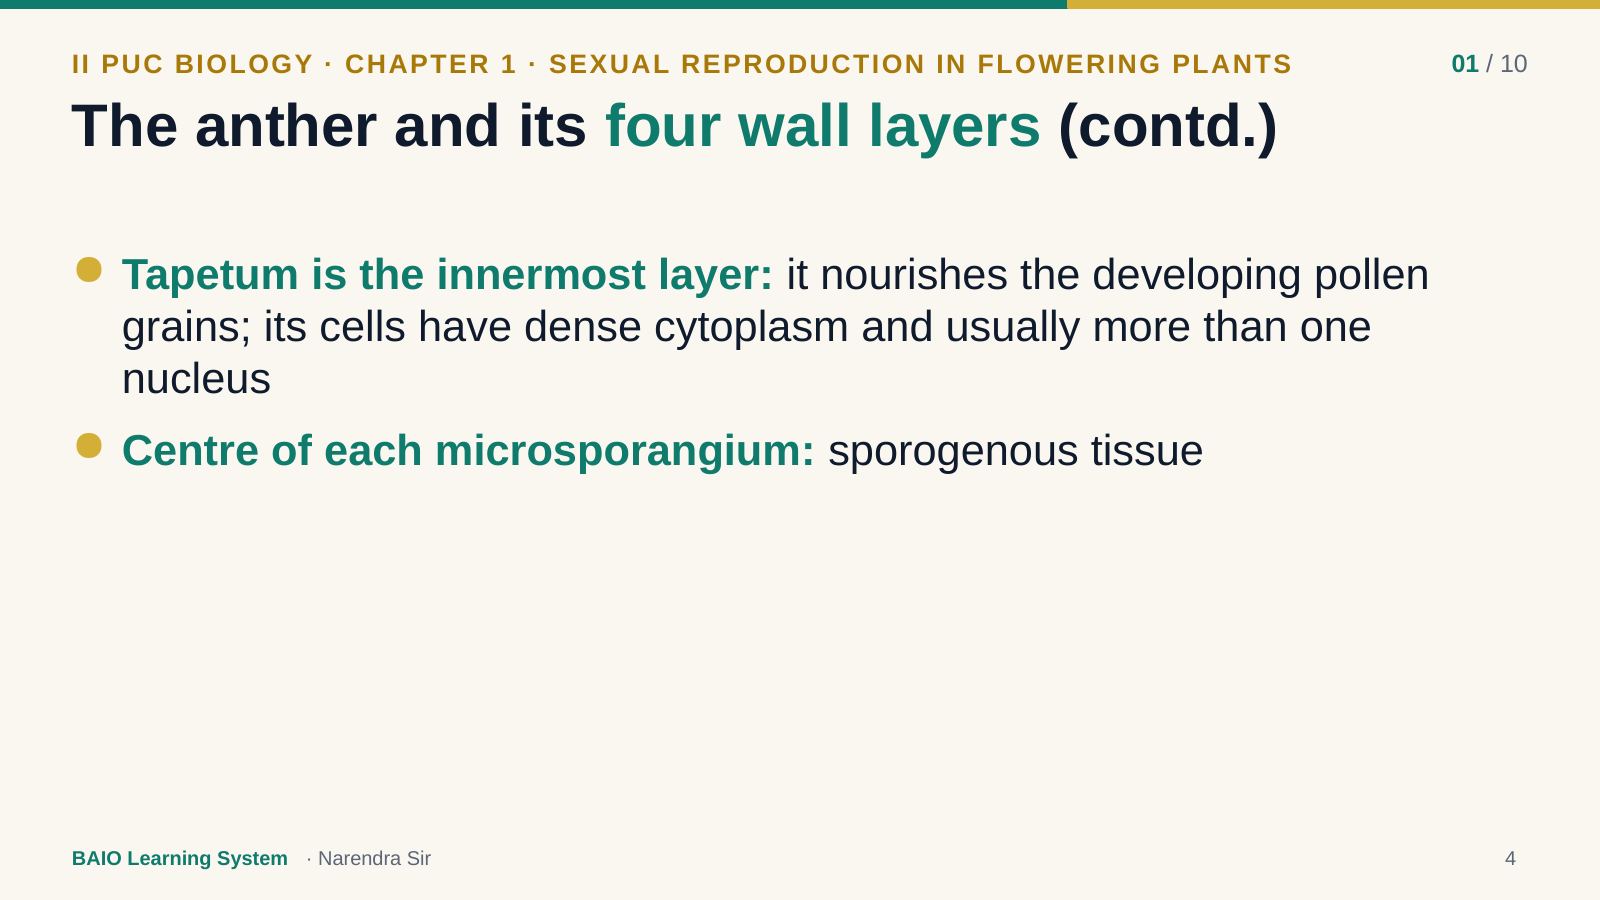 II PUC BIOLOGY · CHAPTER 1 · SEXUAL REPRODUCTION IN FLOWERING PLANTS
01 / 10
The anther and its four wall layers (contd.)
Tapetum is the innermost layer: it nourishes the developing pollen
grains; its cells have dense cytoplasm and usually more than one
nucleus
Centre of each microsporangium: sporogenous tissue
BAIO Learning System · Narendra Sir
4